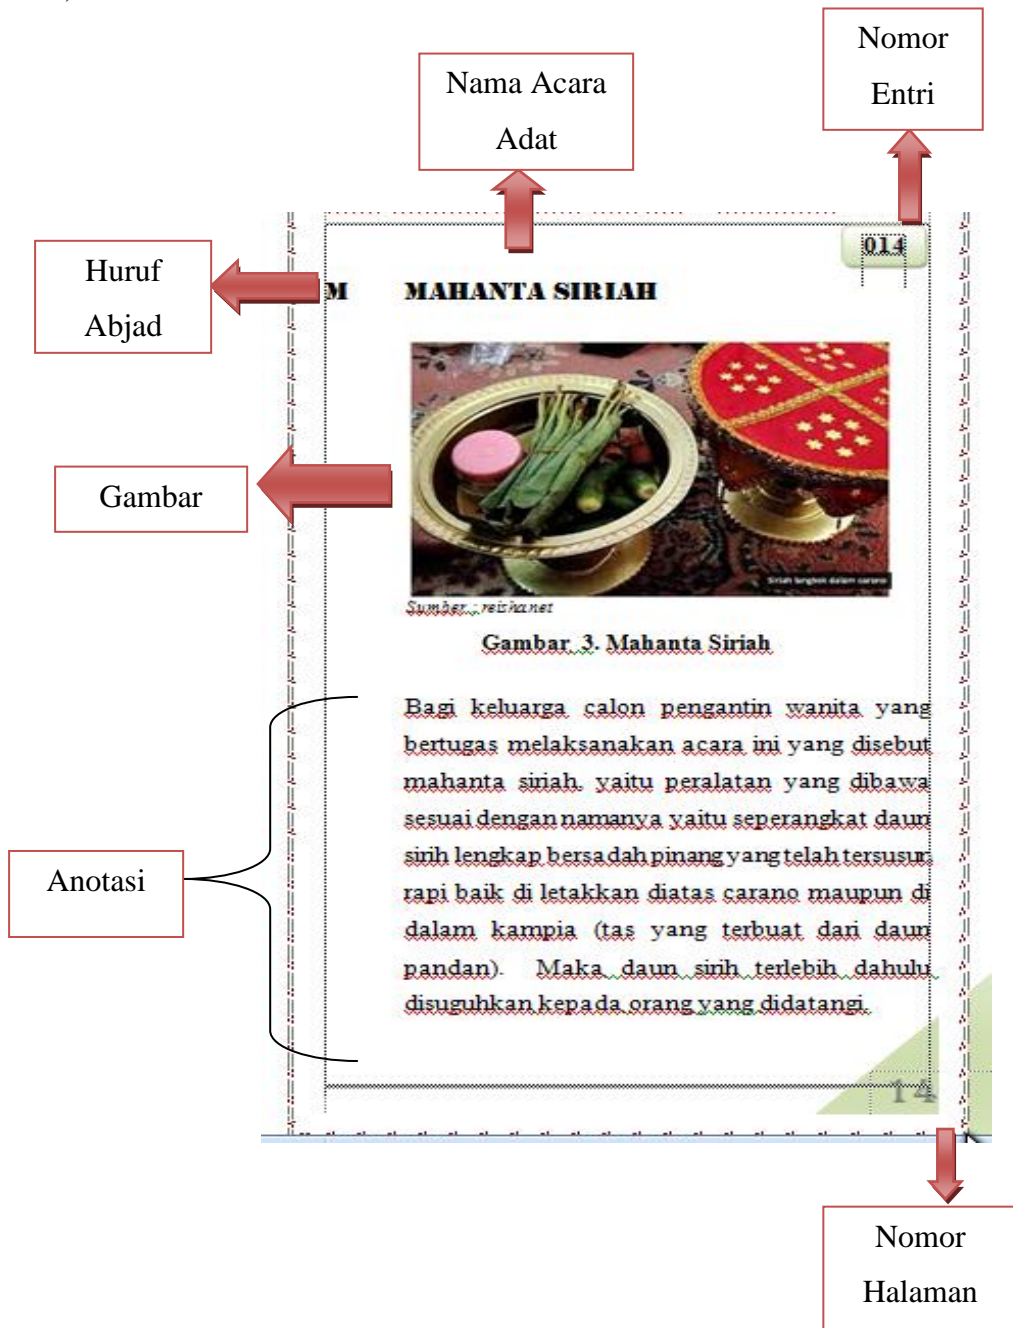 Nomor
Entri
Nama Acara
Adat
014
Huruf
Abjad
M MAHANTA SIRIAH
Gambar
Siriah langkok dalam carano
Sumber : reishanet
Gambar 3. Mahanta Siriah
Bagi keluarga calon pengantin wanita yang
bertugas melaksanakan acara ini yang disebut
mahanta siriah, yaitu peralatan yang dibawa
sesuai dengan namanya yaitu seperangkat daun
sirih lengkap bersadah pinang yang telah tersusun
rapi baik di letakkan diatas carano maupun di
dalam kampia (tas yang terbuat dari daun
pandan). Maka daun sirih terlebih dahulu
disuguhkan kepada orang yang didatangi.
Anotasi
14
Nomor
Halaman